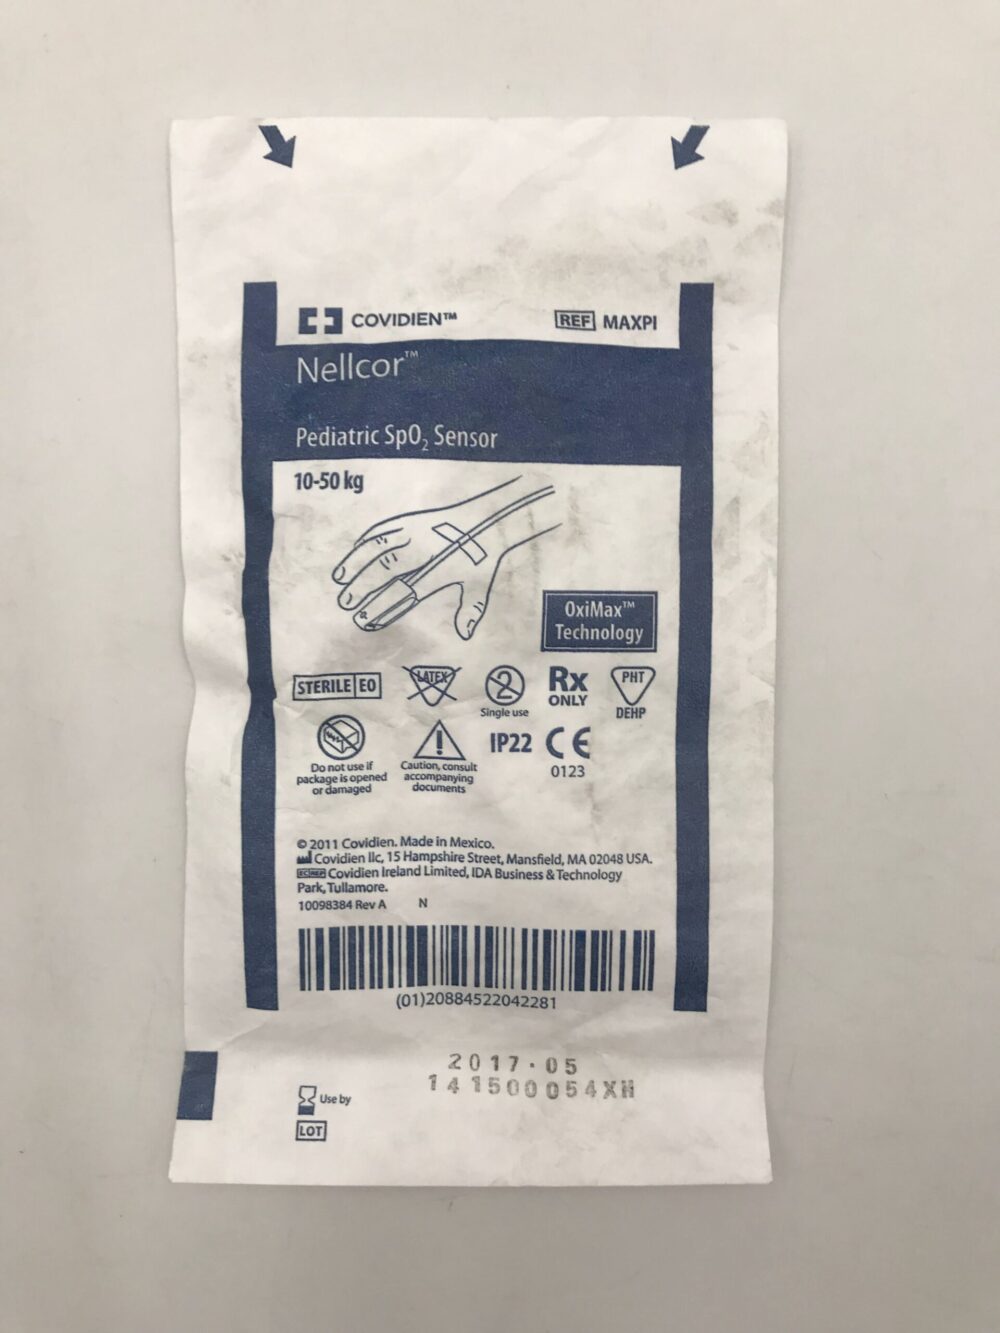 COVIDIEN™
REF MAXPI
Nellcor™
Pediatric SpO₂ Sensor
10-50 kg
OxiMax™
Technology
STERILE EO
LATEX
2
Single use
Rx
ONLY
PHT
DEHP
Do not use if
package is opened
or damaged
!
Caution, consult
accompanying
documents
IP22
CE
0123
© 2011 Covidien. Made in Mexico.
Covidien llc, 15 Hampshire Street, Mansfield, MA 02048 USA.
EC REP Covidien Ireland Limited, IDA Business & Technology
Park, Tullamore.
10098384 Rev A N
(01)20884522042281
2017-05
141500054XH
Use by
LOT